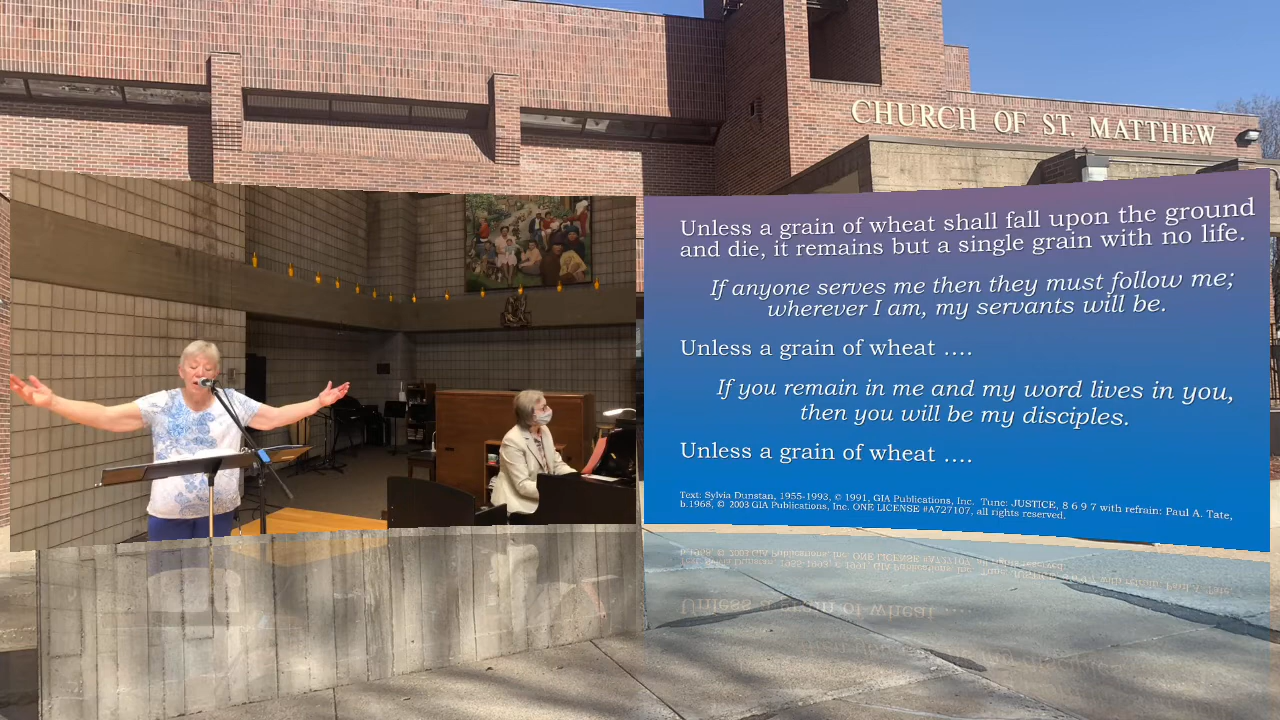 CHURCH OF ST. MATTHEW
Unless a grain of wheat shall fall upon the ground
and die, it remains but a single grain with no life.
If anyone serves me then they must follow me;
wherever I am, my servants will be.
Unless a grain of wheat ....
If you remain in me and my word lives in you,
then you will be my disciples.
Unless a grain of wheat ....
Text: Sylvia Dunstan, 1955-1993, © 1991, GIA Publications, Inc. Tune: JUSTICE, 8 6 9 7 with refrain: Paul A. Tate,
b.1968, © 2003 GIA Publications, Inc. ONE LICENSE #A727107, all rights reserved.